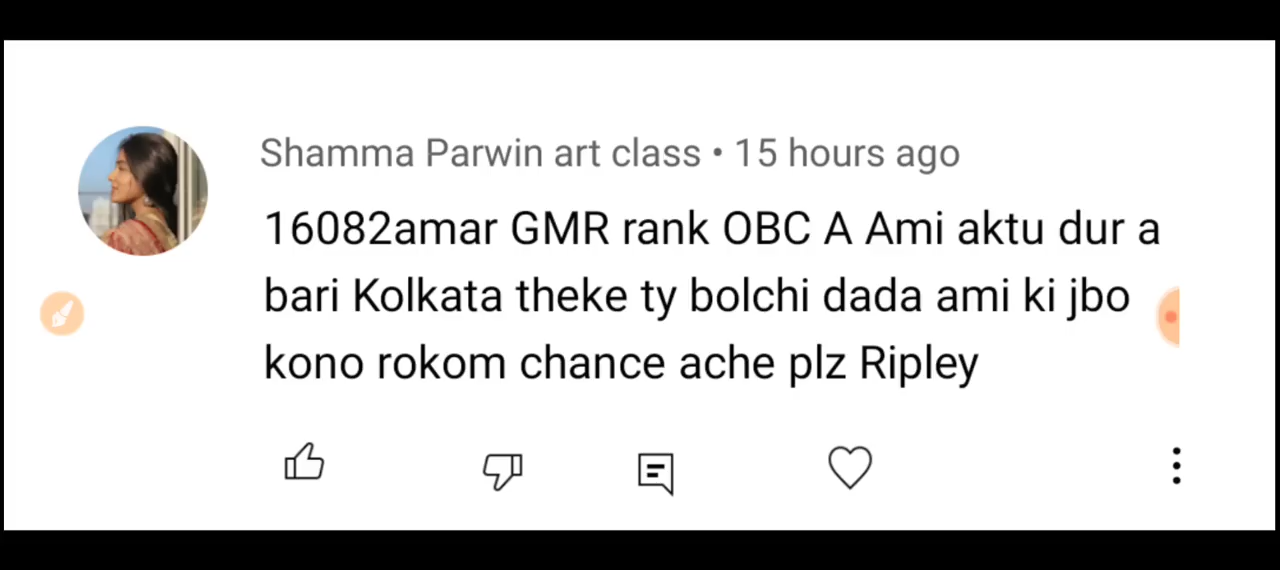 Shamma Parwin art class • 15 hours ago
16082amar GMR rank OBC A Ami aktu dur a
bari Kolkata theke ty bolchi dada ami ki jbo
kono rokom chance ache plz Ripley